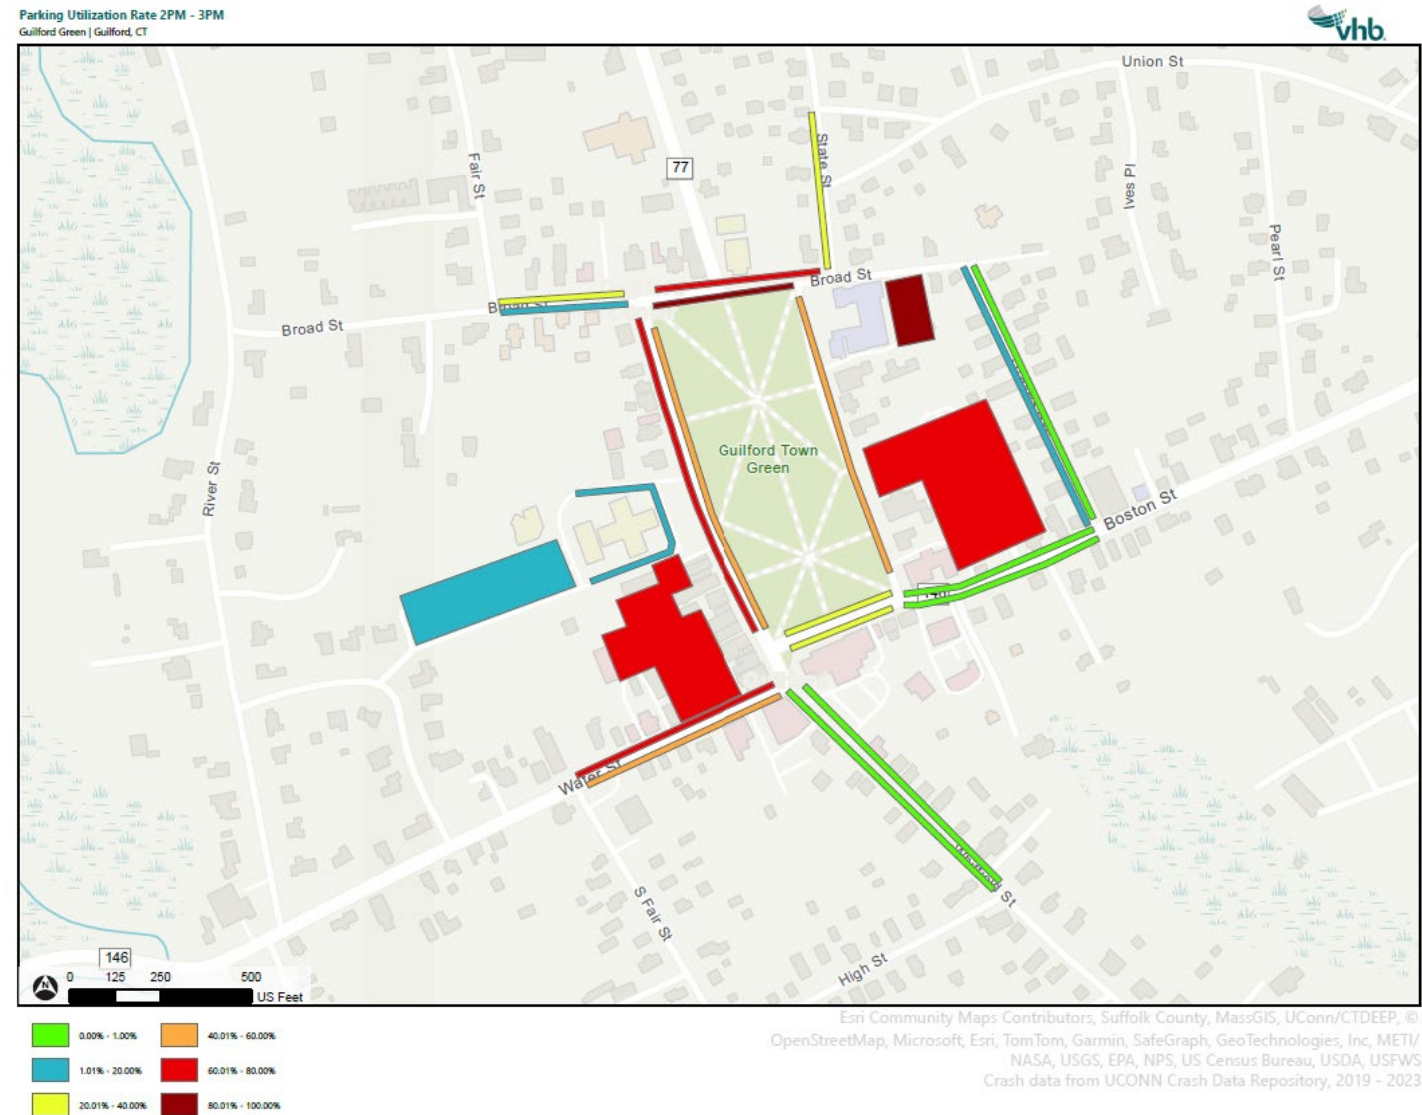 Parking Utilization Rate 2PM - 3PM
Guilford Green | Guilford, CT
vhb
Union St
State St
Fair St
77
Ives Pl
Pearl St
Broad St
Broad St
Broad St
Guilford Town
Green
River St
Boston St
146
Water St
S Fair St
High St
146
N
0 125 250 500
US Feet
0.00% - 1.00%
40.01% - 60.00%
1.01% - 20.00%
60.01% - 80.00%
20.01% - 40.00%
80.01% - 100.00%
Esri Community Maps Contributors, Suffolk County, MassGIS, UConn/CTDEEP, ©
OpenStreetMap, Microsoft, Esri, TomTom, Garmin, SafeGraph, GeoTechnologies, Inc, METI/
NASA, USGS, EPA, NPS, US Census Bureau, USDA, USFWS
Crash data from UCONN Crash Data Repository, 2019 - 2023